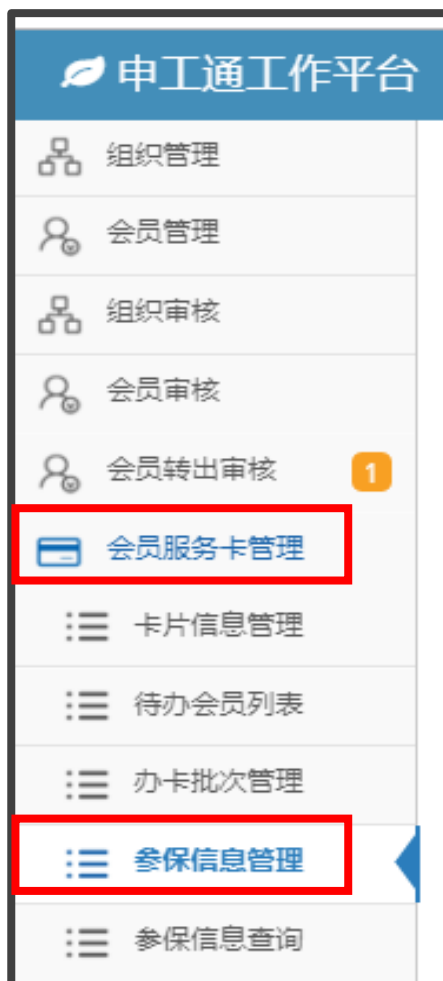 申工通工作平台
组织管理
会员管理
组织审核
会员审核
会员转出审核 1
会员服务卡管理
卡片信息管理
待办会员列表
办卡批次管理
参保信息管理
参保信息查询